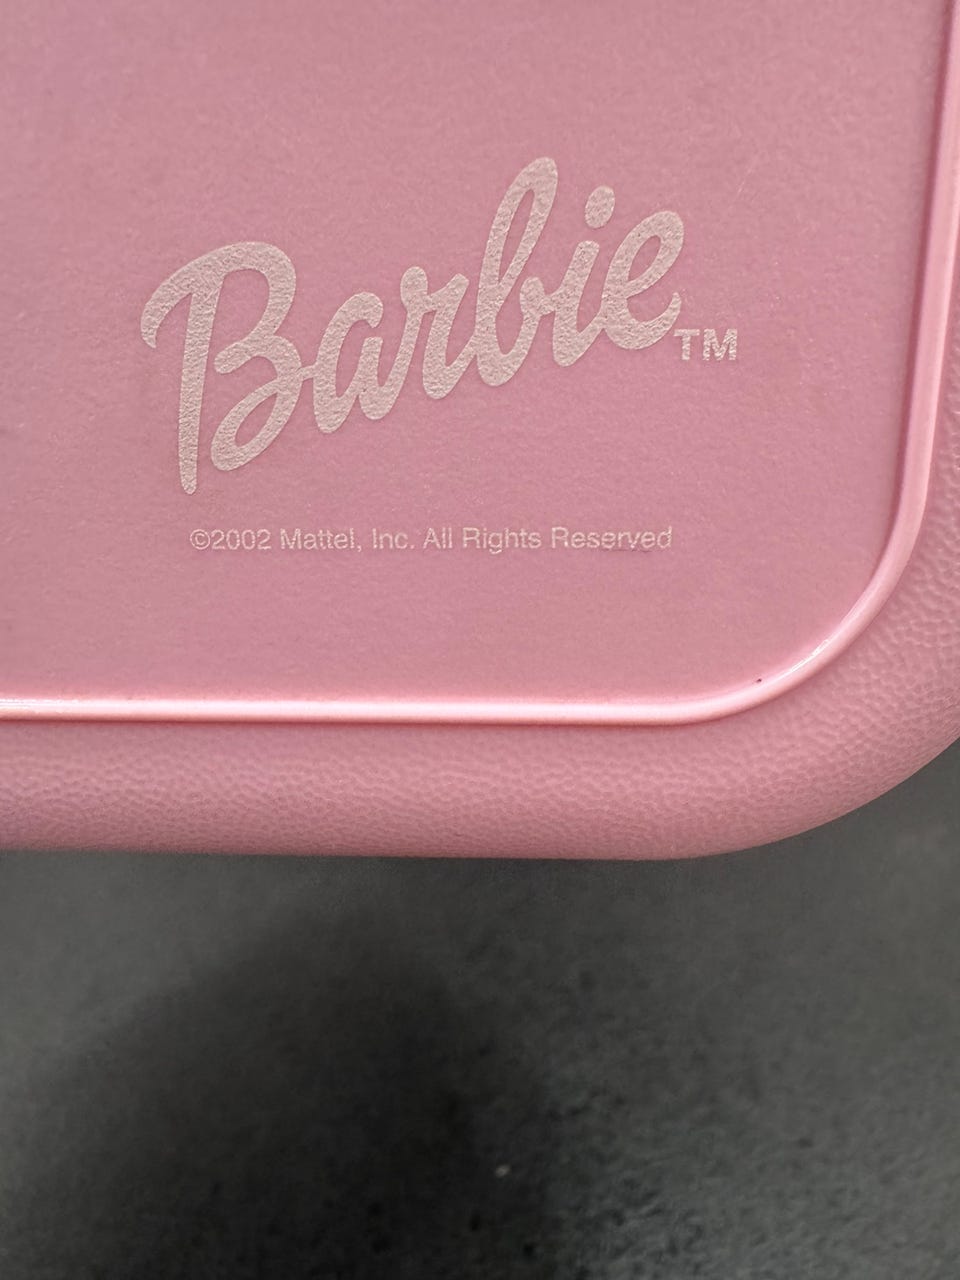 Barbie™
©2002 Mattel, Inc. All Rights Reserved